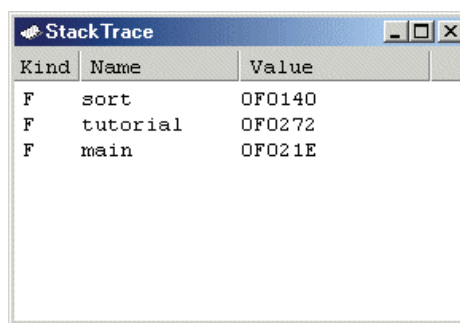 StackTrace
Kind Name Value
F sort 0F0140
F tutorial 0F0272
F main 0F021E